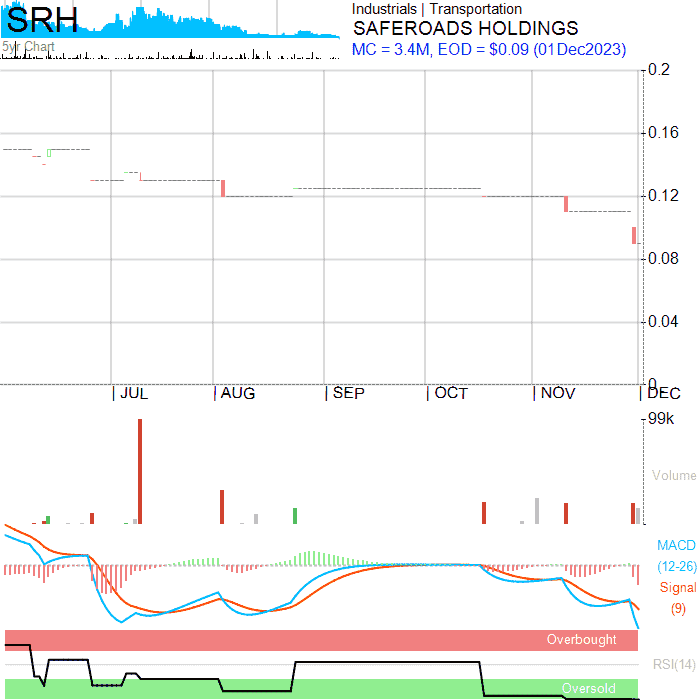 SRH
5yr Chart
Industrials | Transportation
SAFEROADS HOLDINGS
MC = 3.4M, EOD = $0.09 (01Dec2023)
0.2
0.16
0.12
0.08
0.04
0
JUL
AUG
SEP
OCT
NOV
DEC
99k
Volume
MACD
(12-26)
Signal
(9)
Overbought
RSI(14)
Oversold